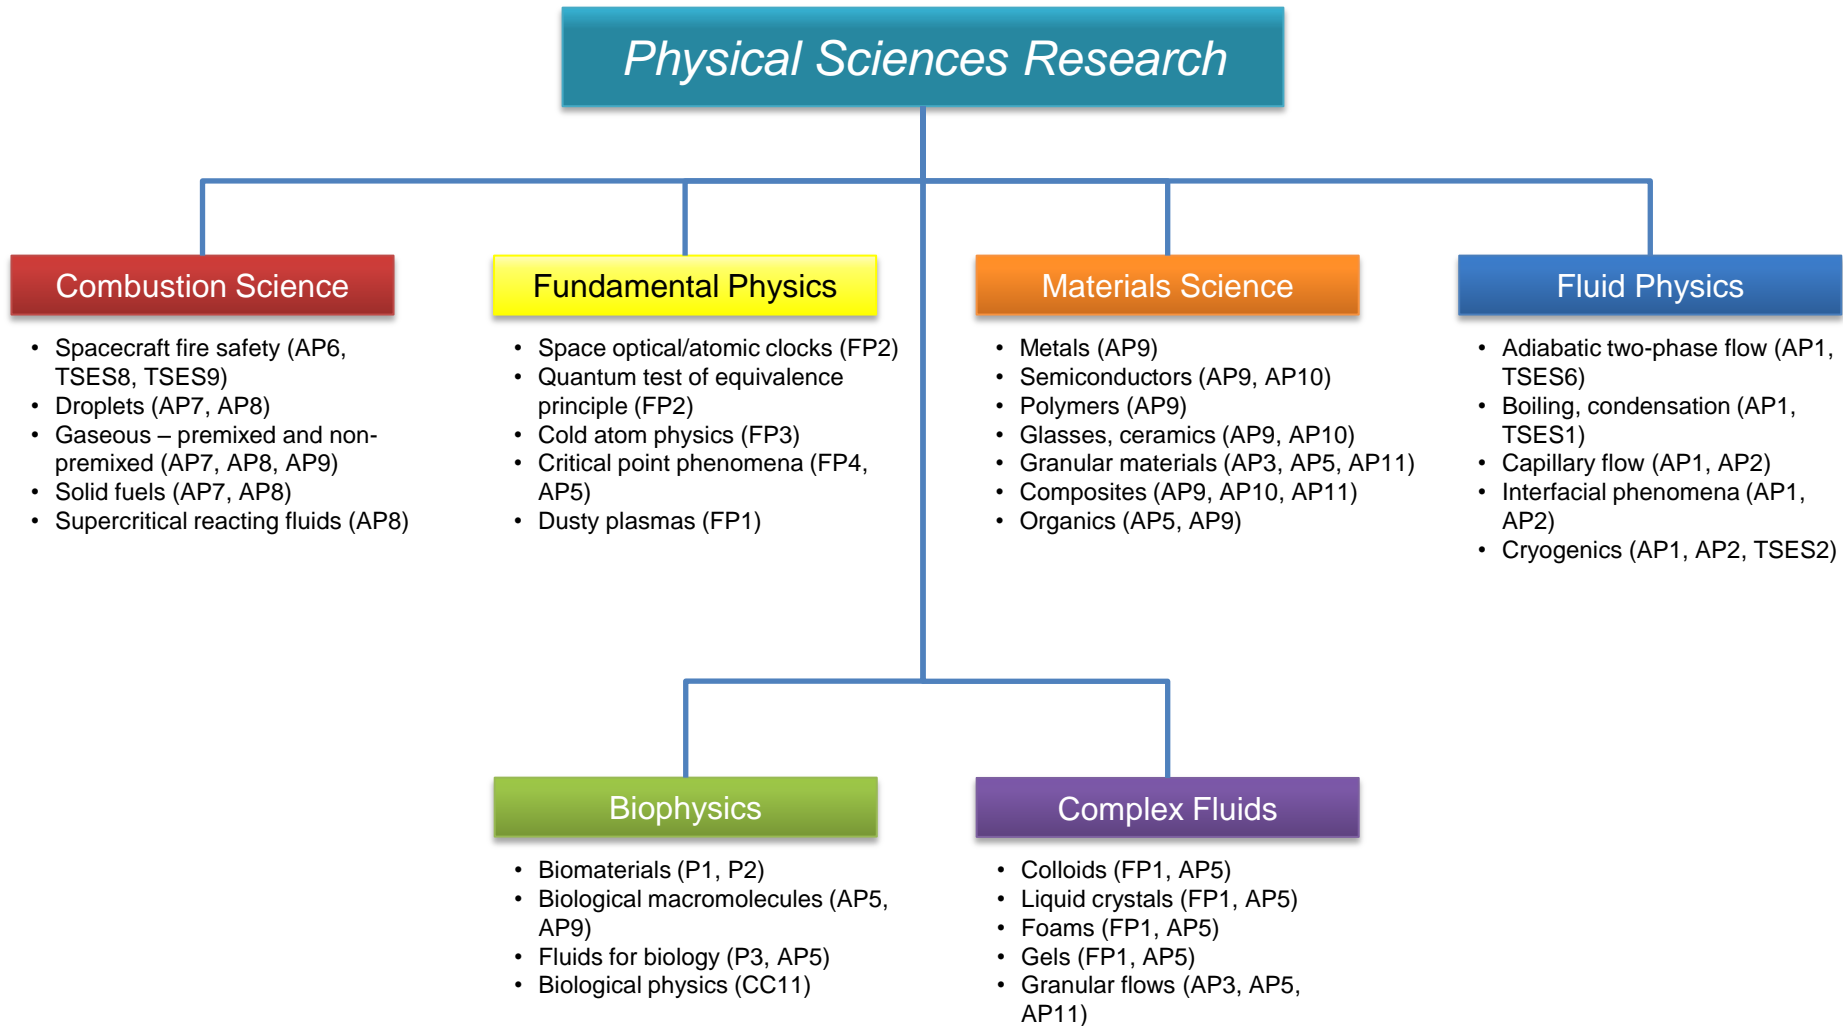 Physical Sciences Research
Combustion Science
• Spacecraft fire safety (AP6,
TSES8, TSES9)
• Droplets (AP7, AP8)
• Gaseous – premixed and non-
premixed (AP7, AP8, AP9)
• Solid fuels (AP7, AP8)
• Supercritical reacting fluids (AP8)
Fundamental Physics
• Space optical/atomic clocks (FP2)
• Quantum test of equivalence
principle (FP2)
• Cold atom physics (FP3)
• Critical point phenomena (FP4,
AP5)
• Dusty plasmas (FP1)
Materials Science
• Metals (AP9)
• Semiconductors (AP9, AP10)
• Polymers (AP9)
• Glasses, ceramics (AP9, AP10)
• Granular materials (AP3, AP5, AP11)
• Composites (AP9, AP10, AP11)
• Organics (AP5, AP9)
Fluid Physics
• Adiabatic two-phase flow (AP1,
TSES6)
• Boiling, condensation (AP1,
TSES1)
• Capillary flow (AP1, AP2)
• Interfacial phenomena (AP1,
AP2)
• Cryogenics (AP1, AP2, TSES2)
Biophysics
• Biomaterials (P1, P2)
• Biological macromolecules (AP5,
AP9)
• Fluids for biology (P3, AP5)
• Biological physics (CC11)
Complex Fluids
• Colloids (FP1, AP5)
• Liquid crystals (FP1, AP5)
• Foams (FP1, AP5)
• Gels (FP1, AP5)
• Granular flows (AP3, AP5,
AP11)